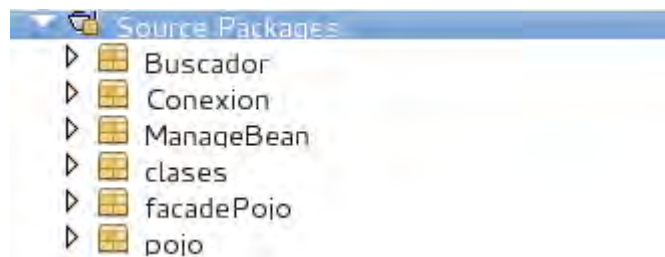 Source Packages
Buscador
Conexion
ManageBean
clases
facadePojo
pojo